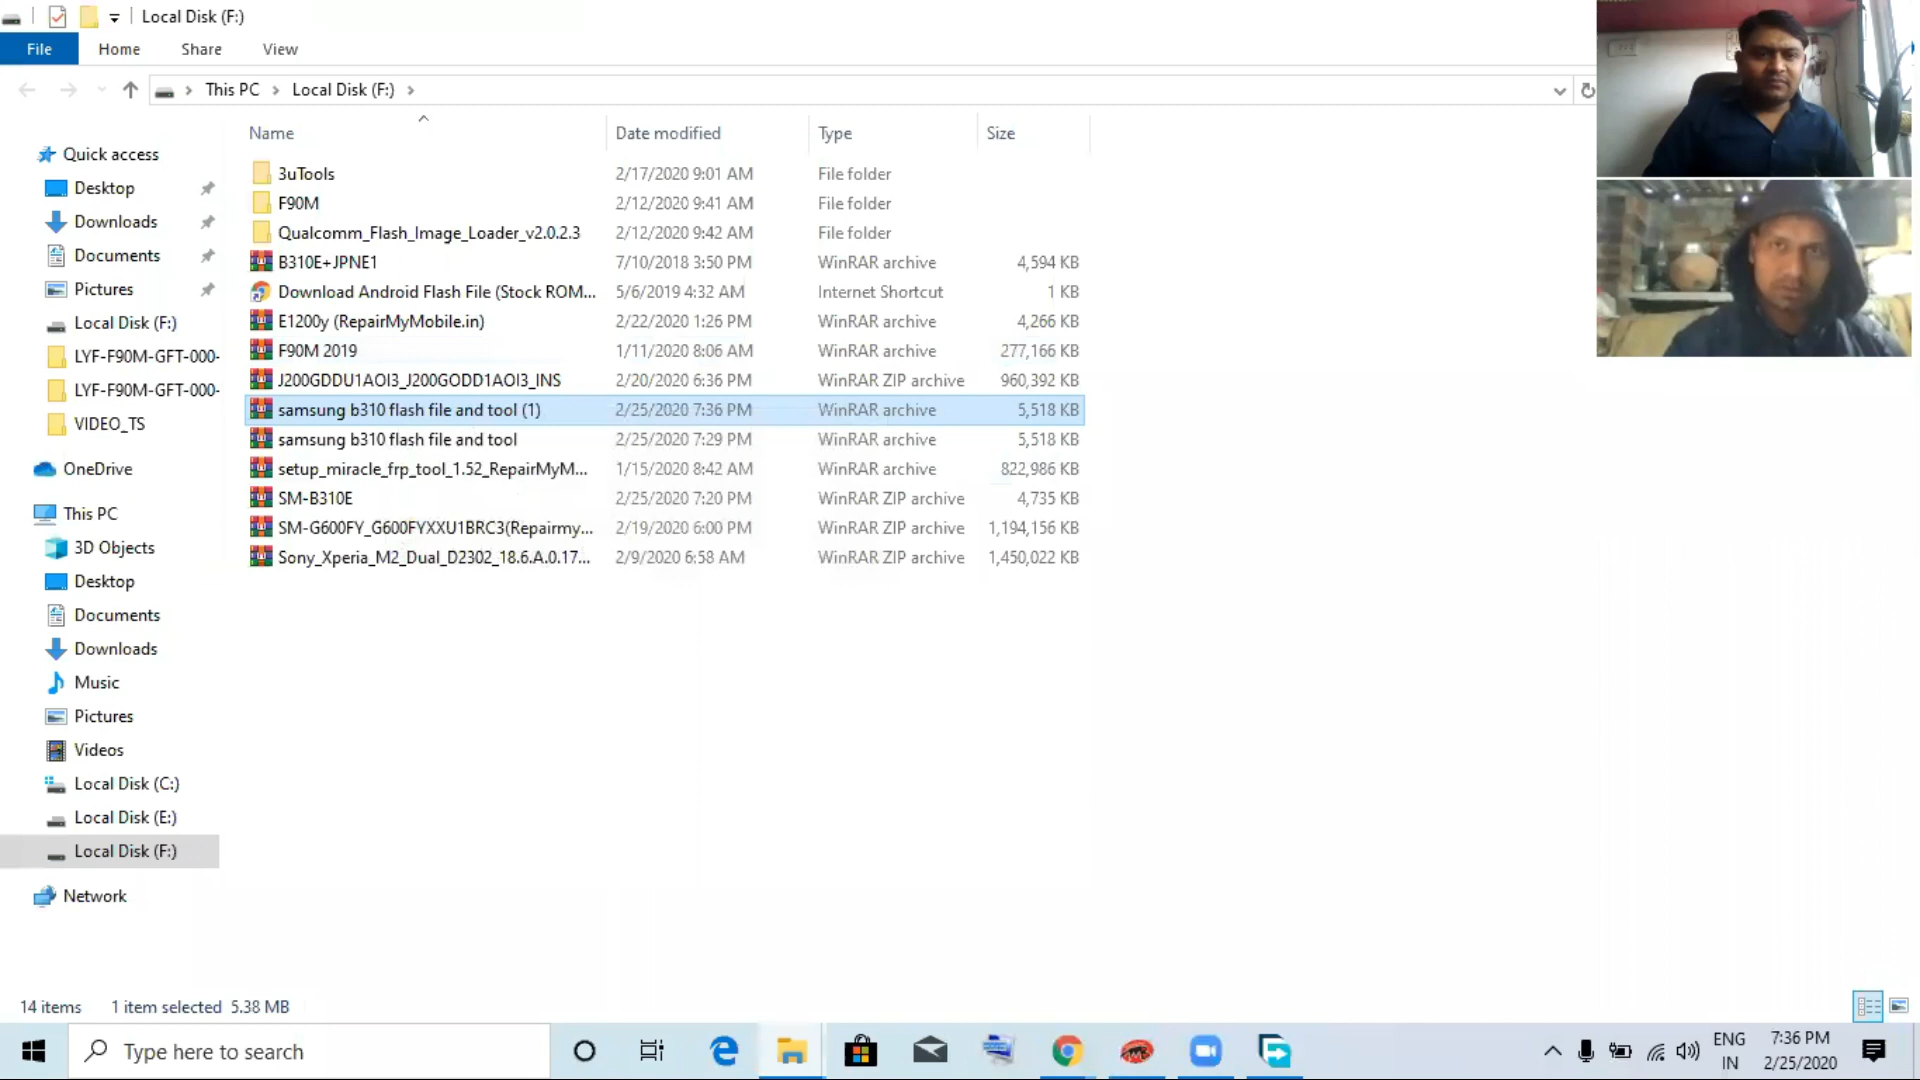 Local Disk (F:)
File Home Share View
This PC Local Disk (F:)
Name Date modified Type Size
Quick access
Desktop
Downloads
Documents
Pictures
Local Disk (F:)
LYF-F90M-GFT-000-
LYF-F90M-GFT-000-
VIDEO_TS
OneDrive
This PC
3D Objects
Desktop
Documents
Downloads
Music
Pictures
Videos
Local Disk (C:)
Local Disk (E:)
Local Disk (F:)
Network
3uTools 2/17/2020 9:01 AM File folder
F90M 2/12/2020 9:41 AM File folder
Qualcomm_Flash_Image_Loader_v2.0.2.3 2/12/2020 9:42 AM File folder
B310E+JPNE1 7/10/2018 3:50 PM WinRAR archive 4,594 KB
Download Android Flash File (Stock ROM... 5/6/2019 4:32 AM Internet Shortcut 1 KB
E1200y (RepairMyMobile.in) 2/22/2020 1:26 PM WinRAR archive 4,266 KB
F90M 2019 1/11/2020 8:06 AM WinRAR archive 277,166 KB
J200GDDU1AOI3_J200GODD1AOI3_INS 2/20/2020 6:36 PM WinRAR ZIP archive 960,392 KB
samsung b310 flash file and tool (1) 2/25/2020 7:36 PM WinRAR archive 5,518 KB
samsung b310 flash file and tool 2/25/2020 7:29 PM WinRAR archive 5,518 KB
setup_miracle_frp_tool_1.52_RepairMyM... 1/15/2020 8:42 AM WinRAR archive 822,986 KB
SM-B310E 2/25/2020 7:20 PM WinRAR ZIP archive 4,735 KB
SM-G600FY_G600FYXXU1BRC3(Repairmy... 2/19/2020 6:00 PM WinRAR ZIP archive 1,194,156 KB
Sony_Xperia_M2_Dual_D2302_18.6.A.0.17... 2/9/2020 6:58 AM WinRAR ZIP archive 1,450,022 KB
14 items 1 item selected 5.38 MB
Type here to search
ENG
IN
7:36 PM
2/25/2020